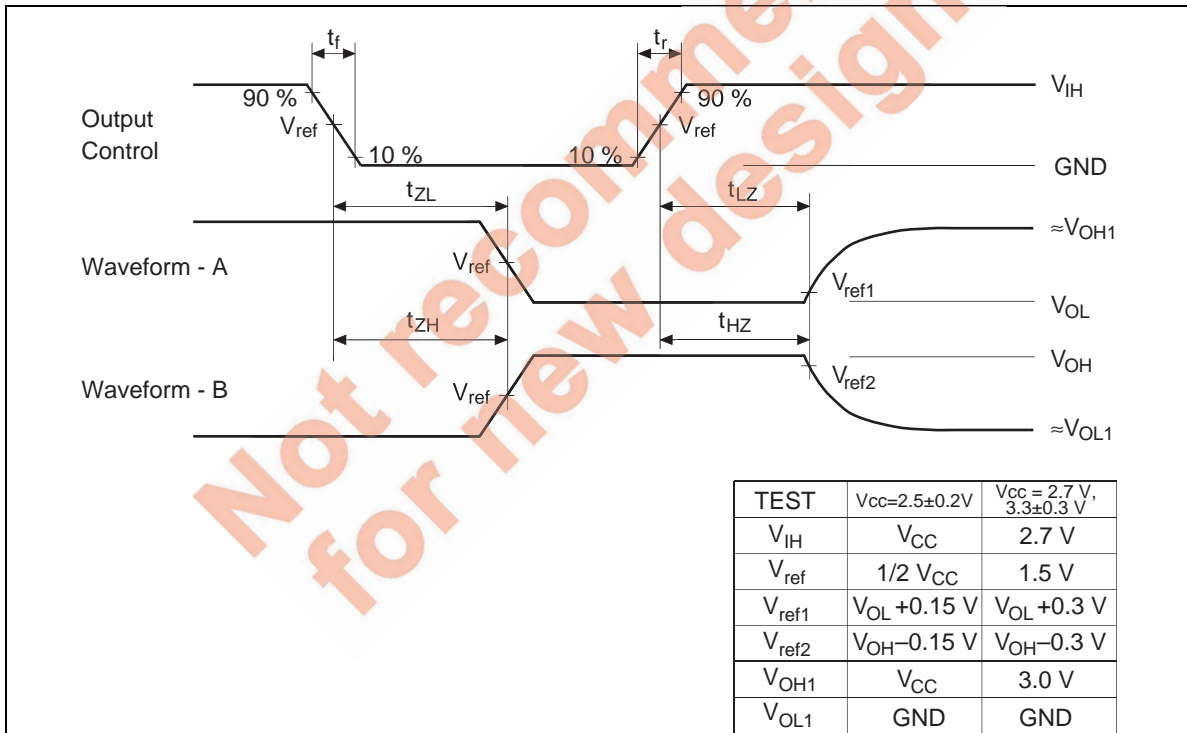 tf
tr
90 %
90 %
VIH
Output
Control
Vref
Vref
10 %
10 %
GND
tZL
tLZ
≈VOH1
Waveform - A
Vref
Vref1
VOL
tZH
tHZ
VOH
Waveform - B
Vref
Vref2
≈VOL1
TEST Vcc=2.5±0.2V Vcc = 2.7 V,
3.3±0.3 V
VIH VCC 2.7 V
Vref 1/2 VCC 1.5 V
Vref1 VOL +0.15 V VOL +0.3 V
Vref2 VOH–0.15 V VOH–0.3 V
VOH1 VCC 3.0 V
VOL1 GND GND
Not recomme
for new design